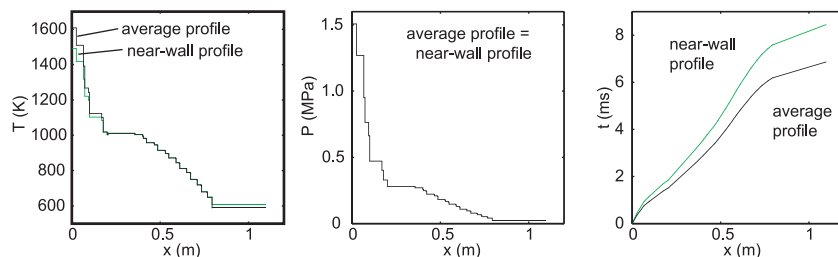 1600
1400
1200
1000
800
600
T (K)
0
0.5
1
x (m)
average profile
near-wall profile
1.5
1.0
0.5
0
P (MPa)
0
0.5
1
x (m)
average profile =
near-wall profile
8
6
4
2
0
t (ms)
0
0.5
1
x (m)
near-wall
profile
average
profile